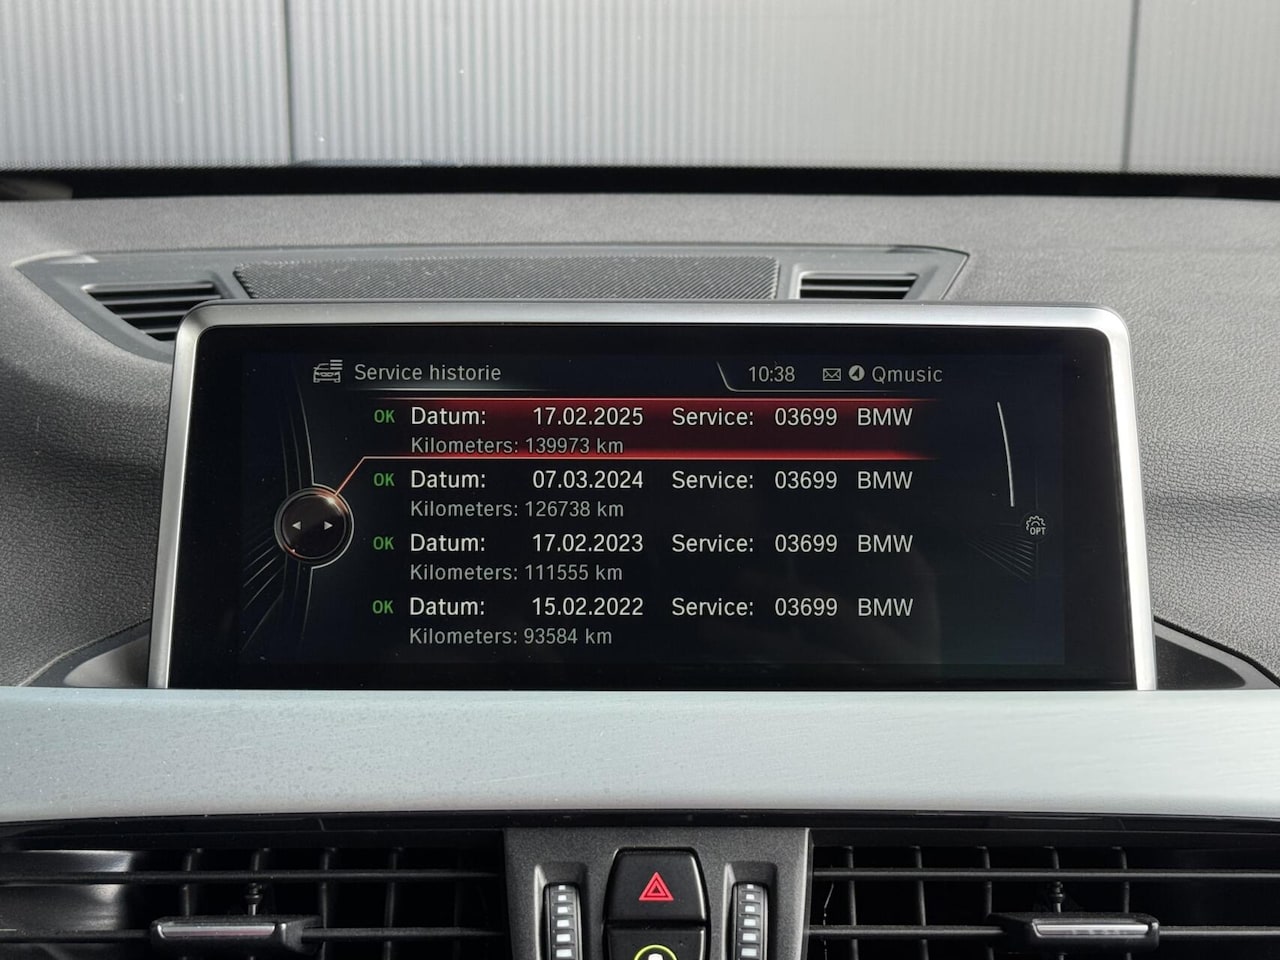 Service historie 10:38 Qmusic
OK Datum: 17.02.2025 Service: 03699 BMW
Kilometers: 139973 km
OK Datum: 07.03.2024 Service: 03699 BMW
Kilometers: 126738 km
OK Datum: 17.02.2023 Service: 03699 BMW
Kilometers: 111555 km
OK Datum: 15.02.2022 Service: 03699 BMW
Kilometers: 93584 km
OPT